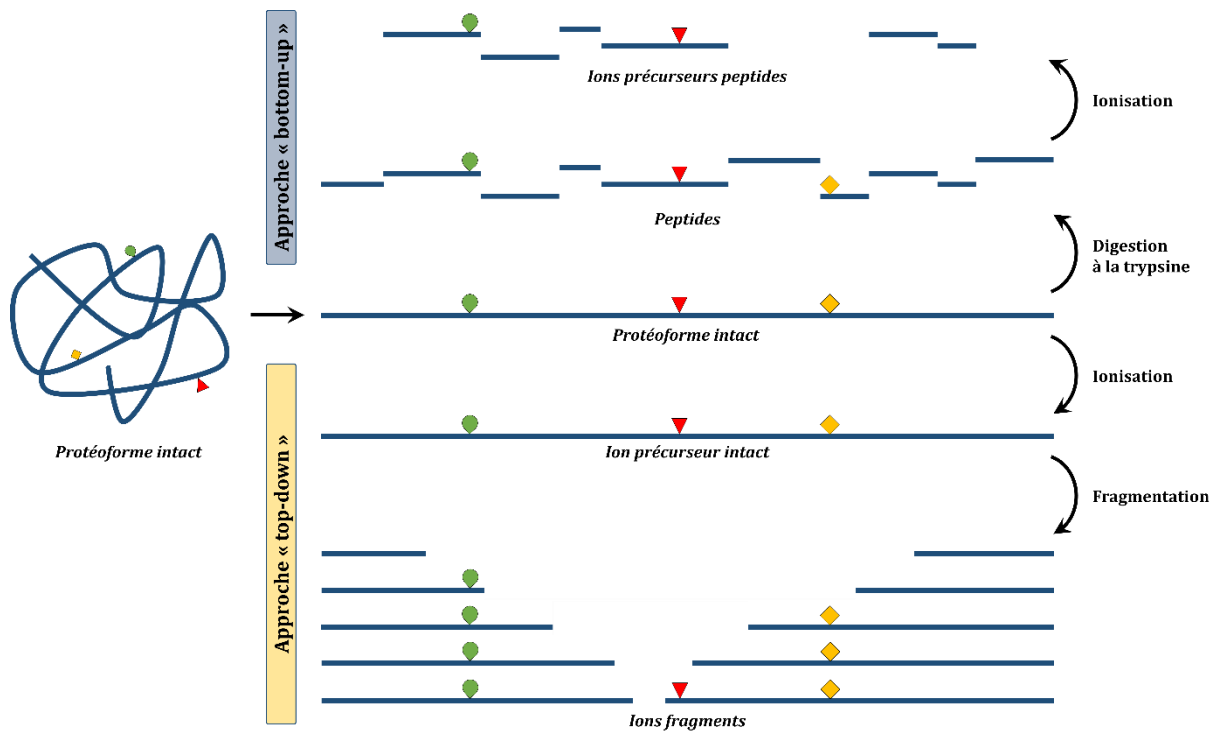 Approche « bottom-up »
Ions précurseurs peptides
Ionisation
Peptides
Digestion
à la trypsine
Protéoforme intact
Ionisation
Protéoforme intact
Ion précurseur intact
Approche « top-down »
Fragmentation
Ions fragments